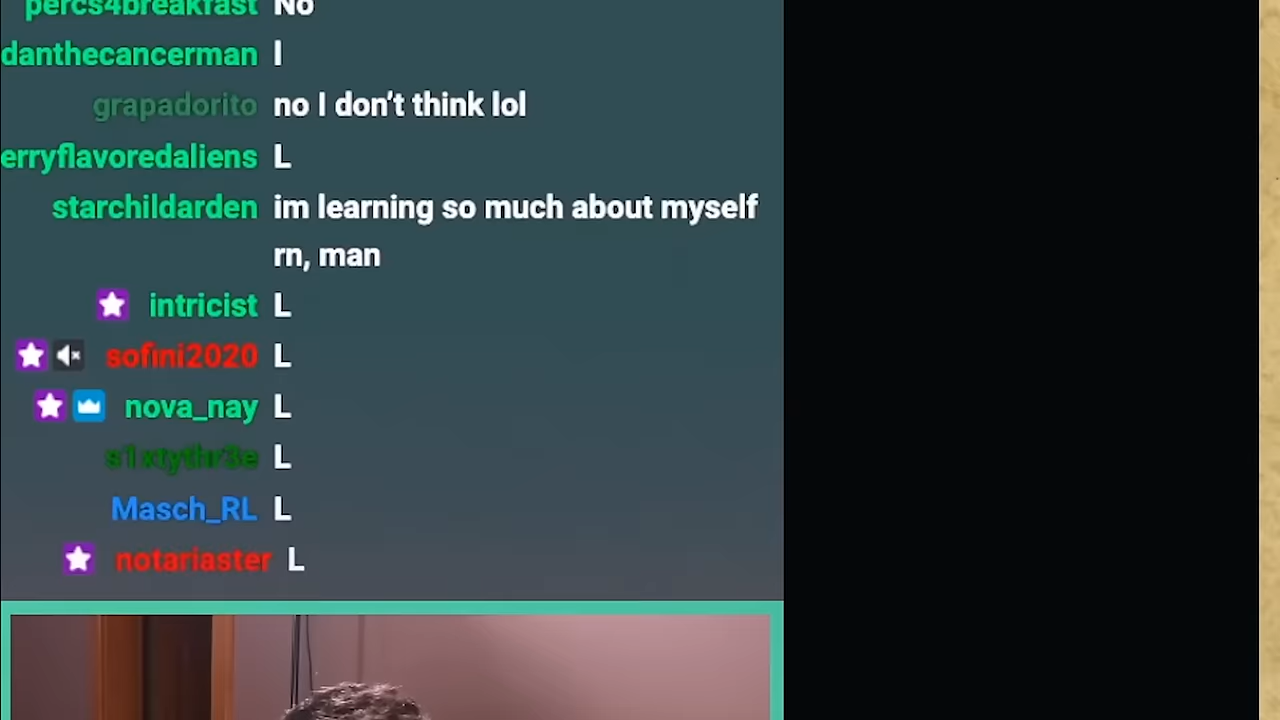 percs4breakfast No
danthecancerman l
grapadorito no I don't think lol
erryflavoredaliens L
starchildarden im learning so much about myself
rn, man
intricist L
sofini2020 L
nova_nay L
s1xtythr3e L
Masch_RL L
notariaster L